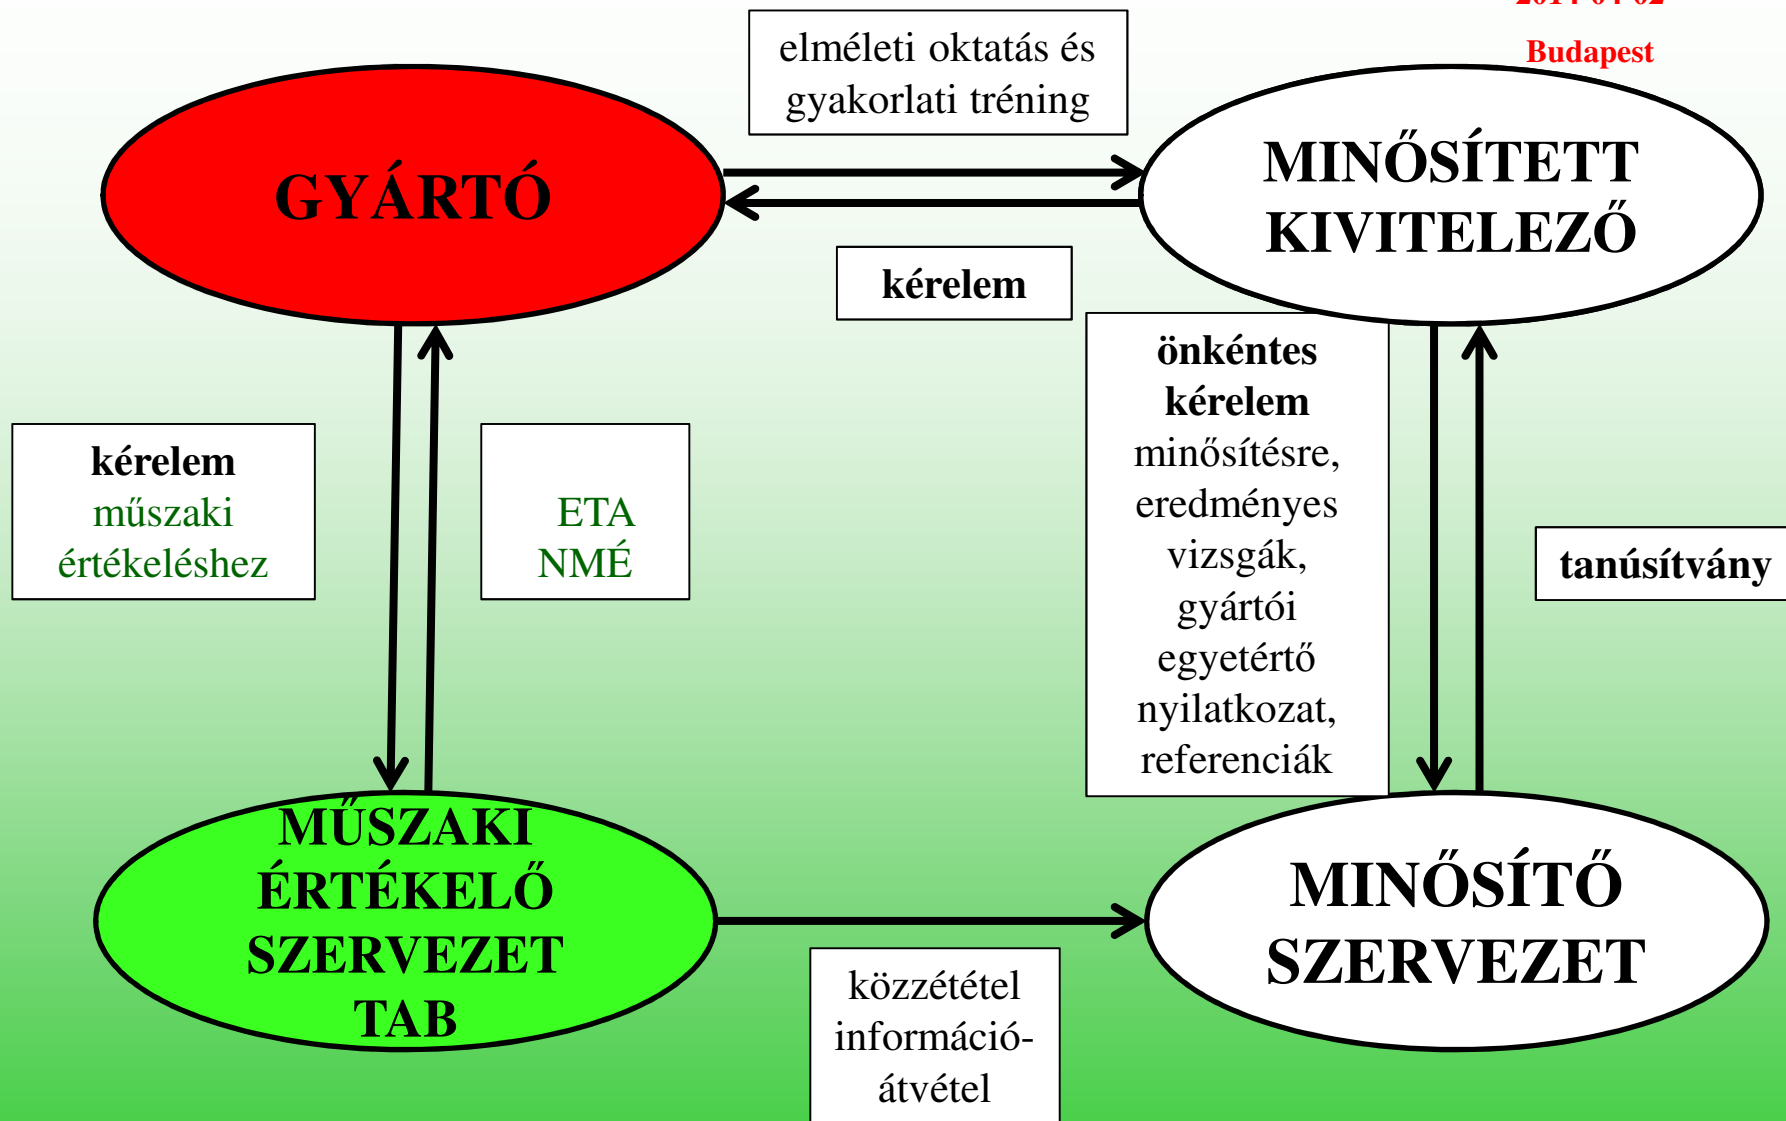 Budapest
elméleti oktatás és
gyakorlati tréning
GYÁRTÓ
MINŐSÍTETT
KIVITELEZŐ
kérelem
kérelem
műszaki
értékeléshez
ETA
NMÉ
önkéntes
kérelem
minősítésre,
eredményes
vizsgák,
gyártói
egyetértő
nyilatkozat,
referenciák
tanúsítvány
MŰSZAKI
ÉRTÉKELŐ
SZERVEZET
TAB
MINŐSÍTŐ
SZERVEZET
közzététel
információ-
átvétel